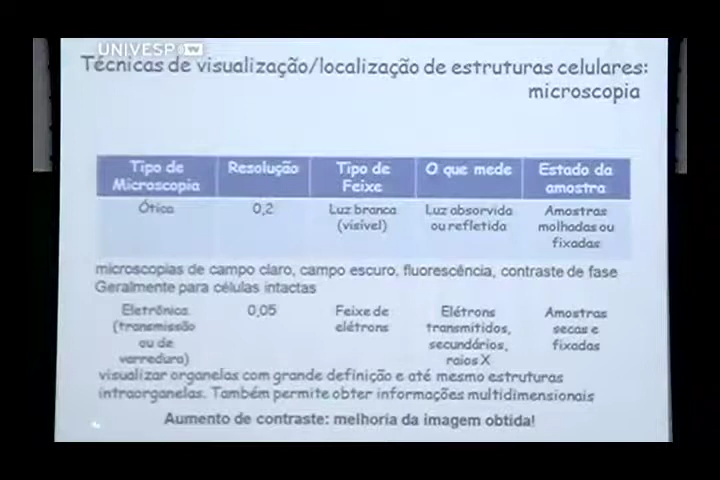 UNIVESP TV
Técnicas de visualização/localização de estruturas celulares:
microscopia
Tipo de Microscopia Resolução Tipo de Feixe O que mede Estado da amostra
Ótica 0,2 Luz branca (visível) Luz absorvida ou refletida Amostras molhadas ou fixadas
microscopias de campo claro, campo escuro, fluorescência, contraste de fase
Geralmente para células intactas
Eletrônica (transmissão ou de varredura) 0,05 Feixe de elétrons Elétrons transmitidos, secundários, raios X Amostras secas e fixadas
visualizar organelas com grande definição e até mesmo estruturas
intraorganelas. Também permite obter informações multidimensionais
Aumento de contraste: melhoria da imagem obtida!